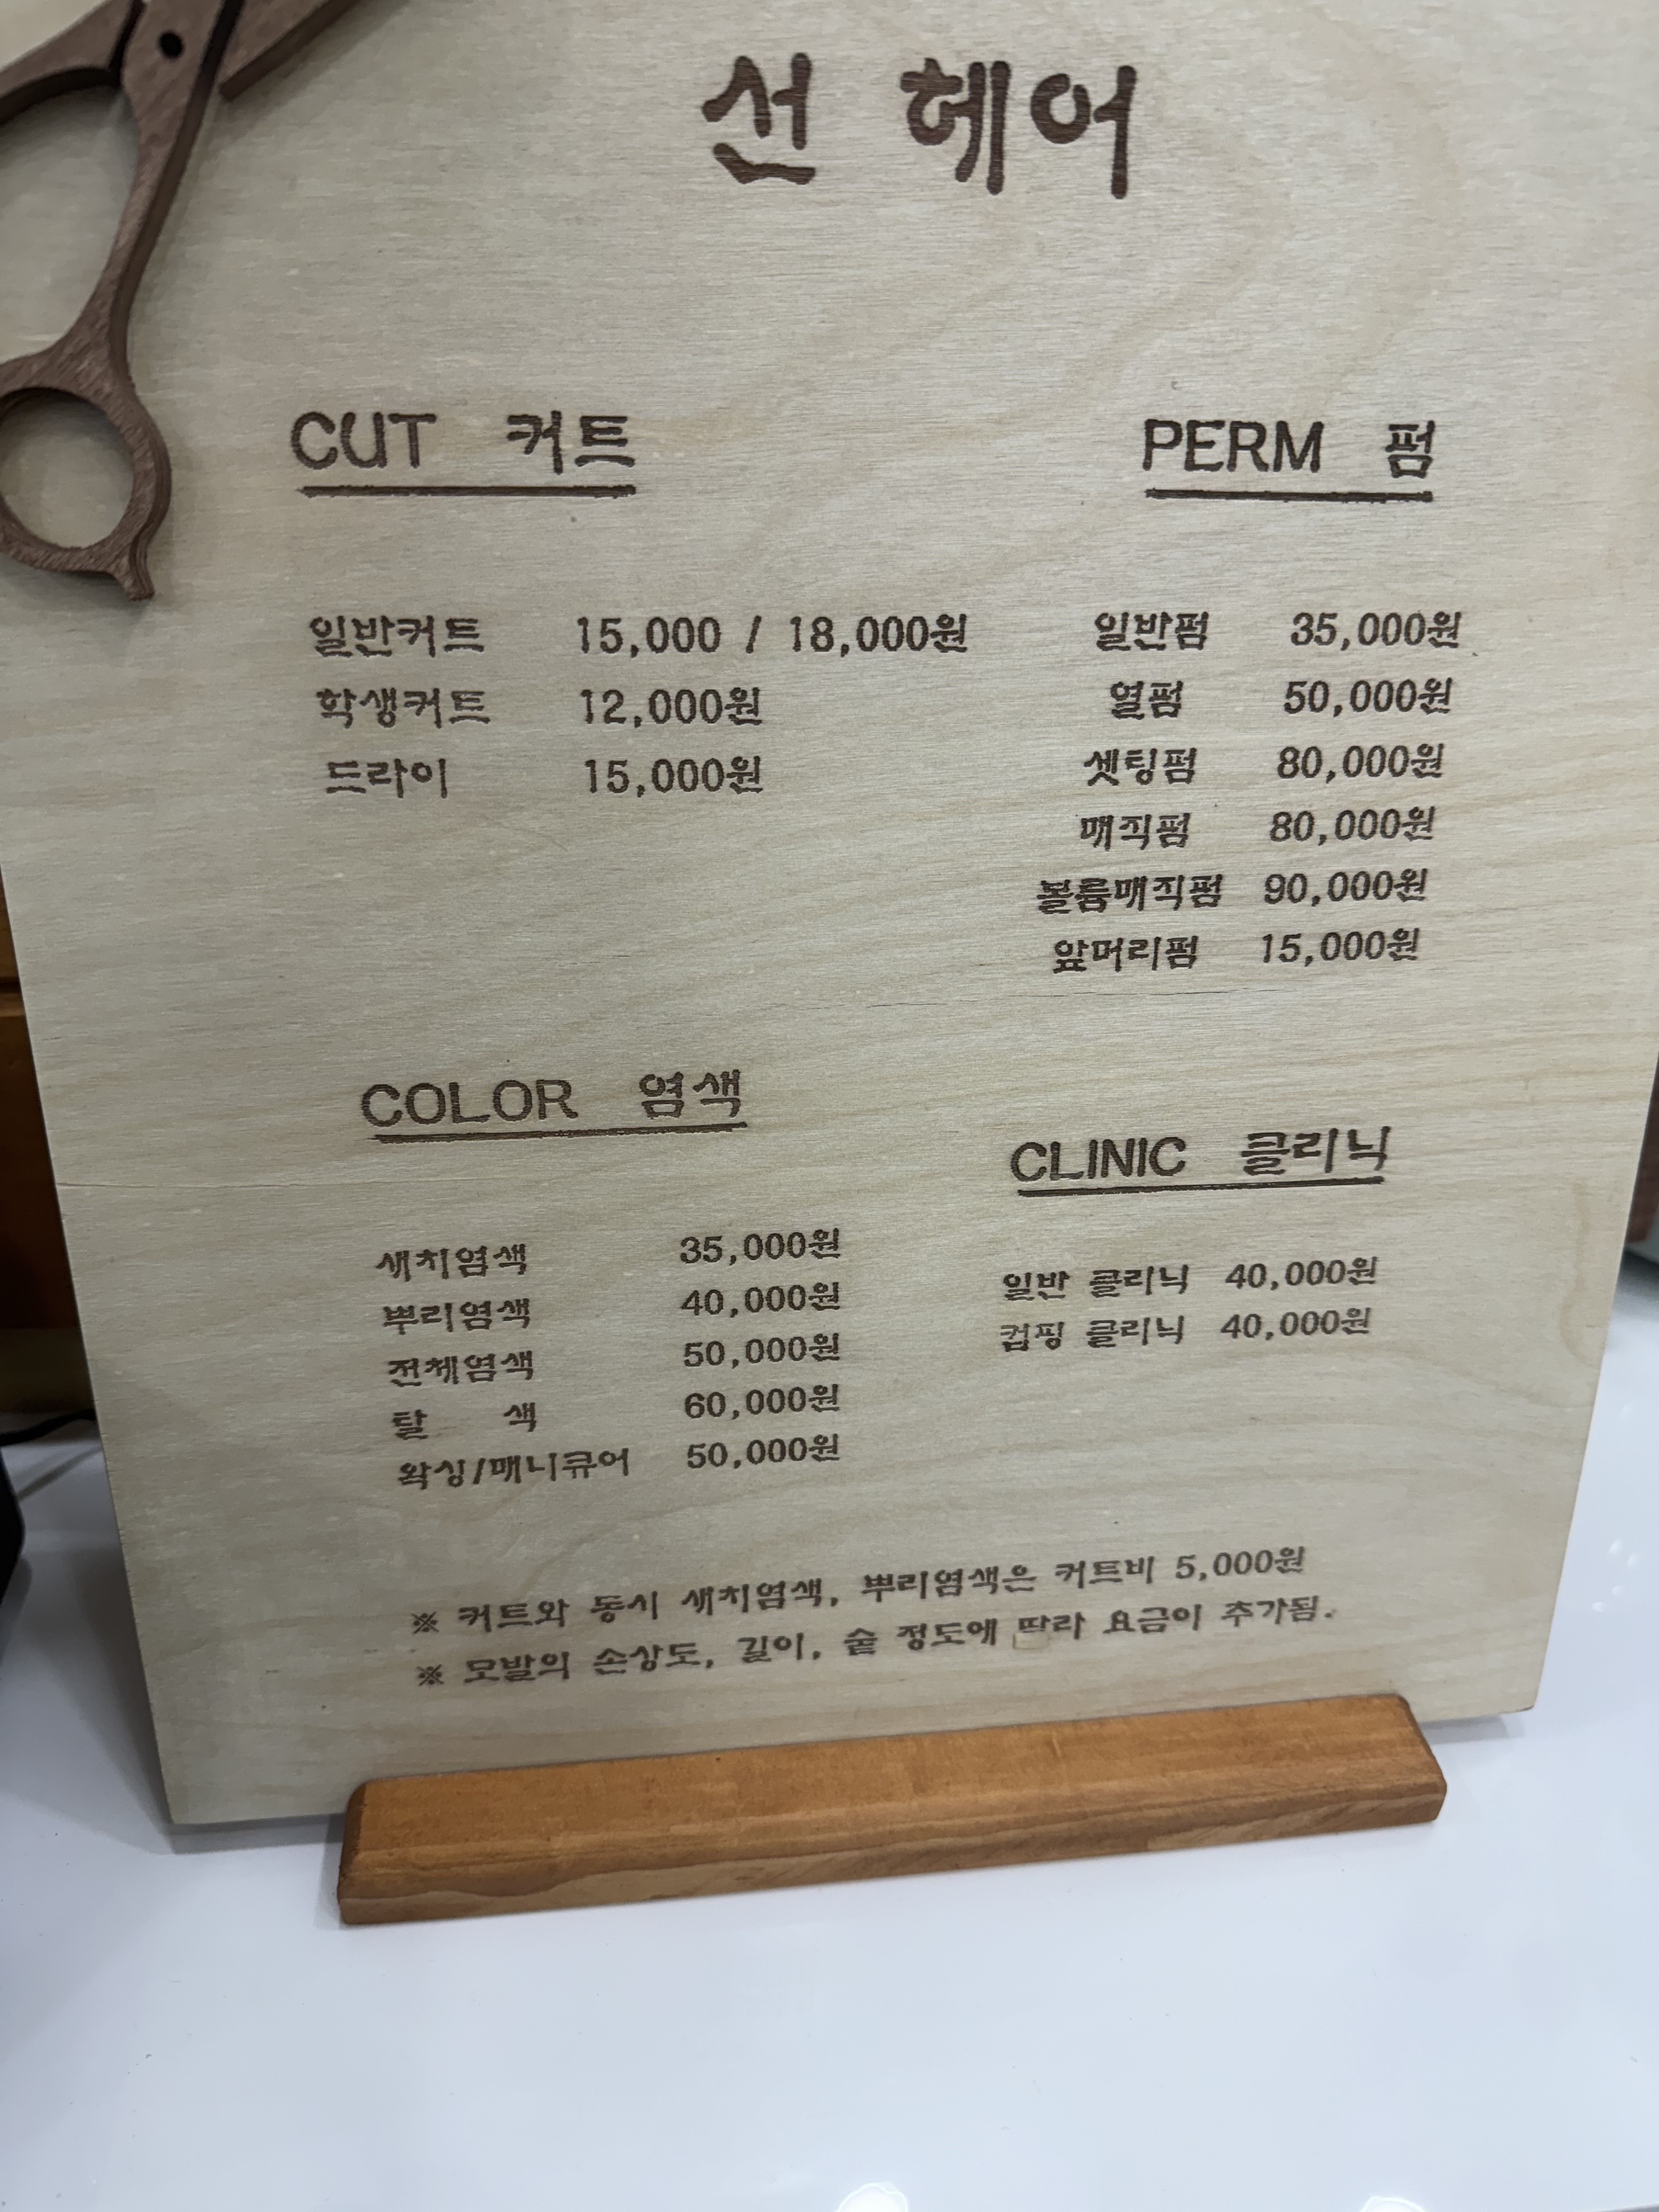 선 헤어
CUT 커트
일반커트 15,000 / 18,000원
학생커트 12,000원
드라이 15,000원
PERM 펌
일반펌 35,000원
열펌 50,000원
셋팅펌 80,000원
매직펌 80,000원
볼륨매직펌 90,000원
앞머리펌 15,000원
COLOR 염색
새치염색 35,000원
뿌리염색 40,000원
전체염색 50,000원
탈 색 60,000원
왁싱/매니큐어 50,000원
CLINIC 클리닉
일반 클리닉 40,000원
컵핑 클리닉 40,000원
※ 커트와 동시 새치염색, 뿌리염색은 커트비 5,000원
※ 모발의 손상도, 길이, 숱 정도에 따라 요금이 추가됨.